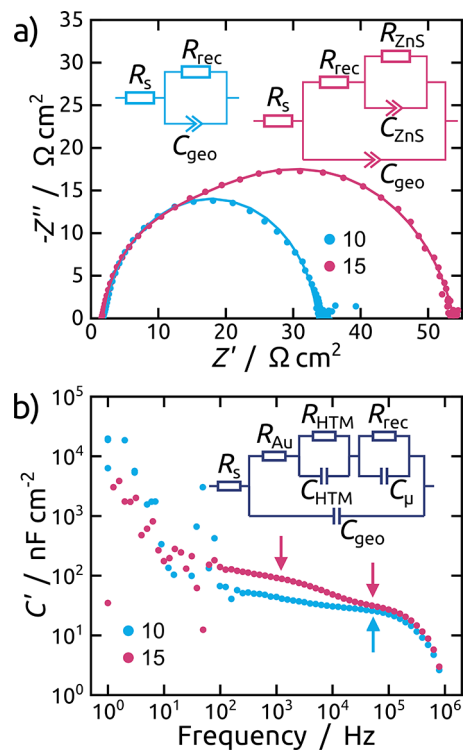 a)
35
30
25
20
15
10
5
0
-Z'' / Ω cm²
R_s
R_rec
C_geo
R_s
R_rec
R_ZnS
C_ZnS
C_geo
10
15
0 10 20 30 40 50
Z' / Ω cm²
b)
10⁵
10⁴
10³
10²
10¹
10⁰
C' / nF cm⁻²
R_s
R_Au
R_HTM
R_rec
C_HTM
C_μ
C_geo
10
15
10⁰ 10¹ 10² 10³ 10⁴ 10⁵ 10⁶
Frequency / Hz